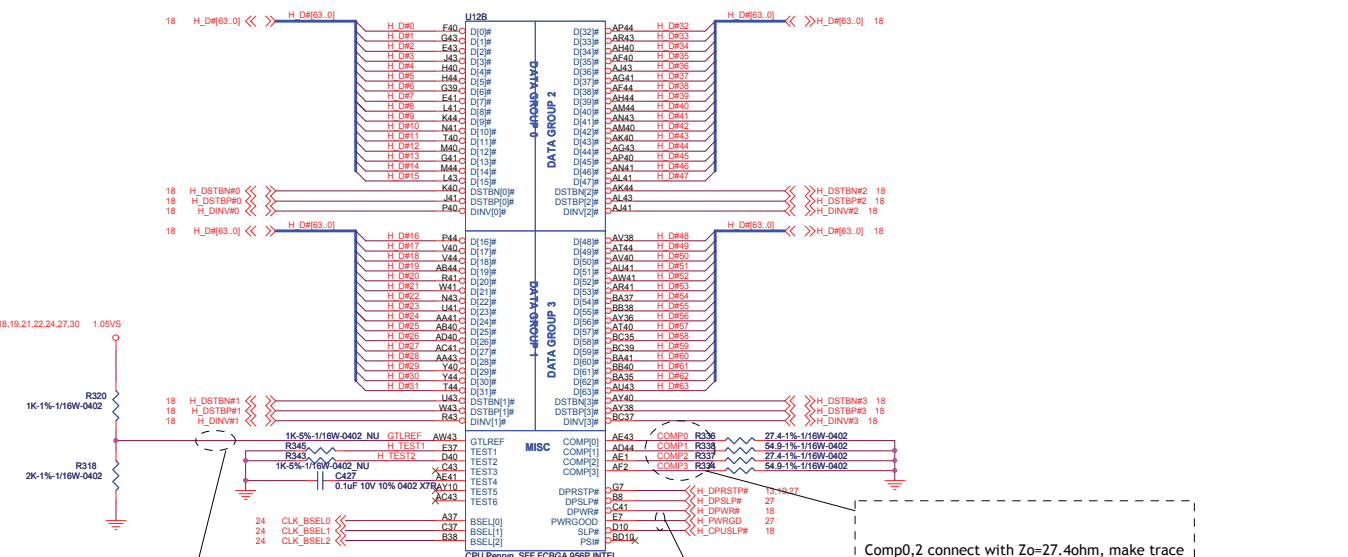 U12B
18 H_D#[63..0]
H_D#[63..0]
H_D#[63..0]
H_D#[63..0] 18
H_D#0 F40 D[0]# D[32]# AP44 H_D#32
H_D#1 G43 D[1]# D[33]# AR43 H_D#33
H_D#2 E43 D[2]# D[34]# AH40 H_D#34
H_D#3 J43 D[3]# D[35]# AF40 H_D#35
H_D#4 H40 D[4]# D[36]# AJ43 H_D#36
H_D#5 H44 D[5]# D[37]# AG41 H_D#37
H_D#6 G39 D[6]# D[38]# AF44 H_D#38
H_D#7 E41 D[7]# D[39]# AH44 H_D#39
H_D#8 L41 D[8]# D[40]# AM44 H_D#40
H_D#9 K44 D[9]# D[41]# AN43 H_D#41
H_D#10 N41 D[10]# D[42]# AM40 H_D#42
H_D#11 T40 D[11]# D[43]# AK40 H_D#43
H_D#12 M40 D[12]# D[44]# AG43 H_D#44
H_D#13 G41 D[13]# D[45]# AP40 H_D#45
H_D#14 M44 D[14]# D[46]# AN41 H_D#46
H_D#15 L43 D[15]# D[47]# AL41 H_D#47
18 H_DSTBN#0 K40 DSTBN[0]# DSTBN[2]# AK44 H_DSTBN#2 18
18 H_DSTBP#0 J41 DSTBP[0]# DSTBP[2]# AL43 H_DSTBP#2 18
18 H_DINV#0 P40 DINV[0]# DINV[2]# AJ41 H_DINV#2 18
DATA GROUP 0
DATA GROUP 2
18 H_D#[63..0]
H_D#[63..0]
H_D#[63..0]
H_D#[63..0] 18
H_D#16 P44 D[16]# D[48]# AV38 H_D#48
H_D#17 V40 D[17]# D[49]# AT44 H_D#49
H_D#18 V44 D[18]# D[50]# AV40 H_D#50
H_D#19 AB44 D[19]# D[51]# AU41 H_D#51
H_D#20 R41 D[20]# D[52]# AW41 H_D#52
H_D#21 W41 D[21]# D[53]# AR41 H_D#53
H_D#22 N43 D[22]# D[54]# BA37 H_D#54
H_D#23 U41 D[23]# D[55]# BB38 H_D#55
H_D#24 AA41 D[24]# D[56]# AY36 H_D#56
H_D#25 AB40 D[25]# D[57]# AT40 H_D#57
H_D#26 AD40 D[26]# D[58]# BC35 H_D#58
H_D#27 AC41 D[27]# D[59]# BC39 H_D#59
H_D#28 AA43 D[28]# D[60]# BA41 H_D#60
H_D#29 Y40 D[29]# D[61]# BB40 H_D#61
H_D#30 Y44 D[30]# D[62]# BA35 H_D#62
H_D#31 T44 D[31]# D[63]# AU43 H_D#63
18 H_DSTBN#1 U43 DSTBN[1]# DSTBN[3]# AY40 H_DSTBN#3 18
18 H_DSTBP#1 W43 DSTBP[1]# DSTBP[3]# AY38 H_DSTBP#3 18
18 H_DINV#1 R43 DINV[1]# DINV[3]# BC37 H_DINV#3 18
DATA GROUP 1
DATA GROUP 3
18,19,21,22,24,27,30 1.05VS
R320
1K-1%-1/16W-0402
R318
2K-1%-1/16W-0402
MISC
1K-5%-1/16W-0402_NU GTLREF AW43 GTLREF COMP[0] AE43 COMP0 R336 27.4-1%-1/16W-0402
R345 H_TEST1 E37 TEST1 COMP[1] AD44 COMP1 R338 54.9-1%-1/16W-0402
R343 H_TEST2 D40 TEST2 COMP[2] AE1 COMP2 R337 27.4-1%-1/16W-0402
1K-5%-1/16W-0402_NU C43 TEST3 COMP[3] AF2 COMP3 R334 54.9-1%-1/16W-0402
C427 AE41 TEST4
0.1uF 10V 10% 0402 X7R AY10 TEST5 DPRSTP# G7 H_DPRSTP# 13,19,27
AC43 TEST6 DPSLP# B8 H_DPSLP# 27
DPWR# C41 H_DPWR# 18
24 CLK_BSEL0 A37 BSEL[0] PWRGOOD E7 H_PWRGD 27
24 CLK_BSEL1 C37 BSEL[1] SLP# D10 H_CPUSLP# 18
24 CLK_BSEL2 B38 BSEL[2] PSI# BD10
CPU Penryn SFF FCBGA 956P INTEL
Comp0,2 connect with Zo=27.4ohm, make trace